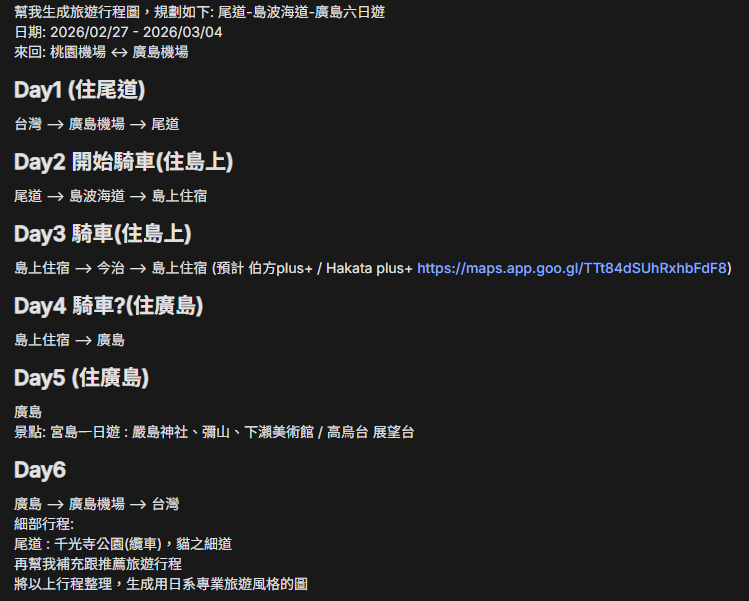 幫我生成旅遊行程圖，規劃如下: 尾道-島波海道-廣島六日遊
日期: 2026/02/27 - 2026/03/04
來回: 桃園機場 ↔ 廣島機場
Day1 (住尾道)
台灣 → 廣島機場 → 尾道
Day2 開始騎車(住島上)
尾道 → 島波海道 → 島上住宿
Day3 騎車(住島上)
島上住宿 → 今治 → 島上住宿 (預計 伯方plus+ / Hakata plus+ https://maps.app.goo.gl/TTt84dSUhRxhbFdF8)
Day4 騎車?(住廣島)
島上住宿 → 廣島
Day5 (住廣島)
廣島
景點: 宮島一日遊 : 嚴島神社、彌山、下瀨美術館 / 高烏台 展望台
Day6
廣島 → 廣島機場 → 台灣
細部行程:
尾道 : 千光寺公園(纜車)，貓之細道
再幫我補充跟推薦旅遊行程
將以上行程整理，生成用日系專業旅遊風格的圖